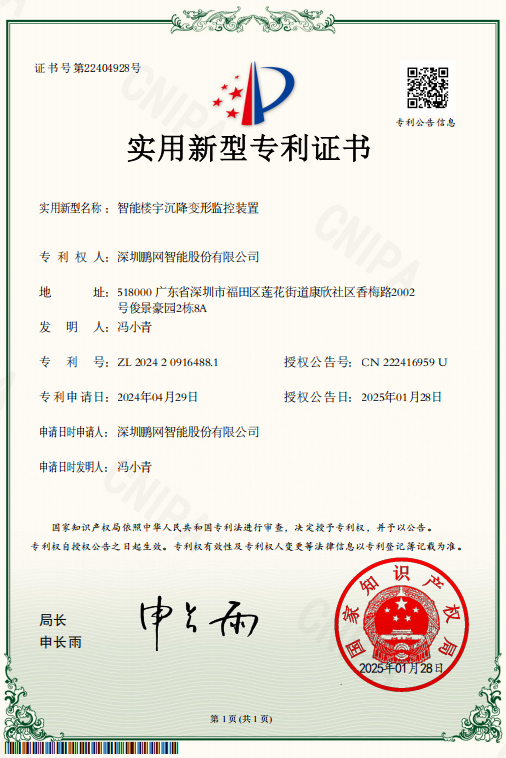 证书号第22404928号
专利公告信息
实用新型专利证书
实用新型名称：智能楼宇沉降变形监控装置
专利权人：深圳鹏网智能股份有限公司
地址：518000 广东省深圳市福田区莲花街道康欣社区香梅路2002
号俊景豪园2栋8A
发明人：冯小青
专利号：ZL 2024 2 0916488.1 授权公告号：CN 222416959 U
专利申请日：2024年04月29日 授权公告日：2025年01月28日
申请日时申请人：深圳鹏网智能股份有限公司
申请日时发明人：冯小青
国家知识产权局依照中华人民共和国专利法进行审查，决定授予专利权，并予以公告。
专利权自授权公告之日起生效。专利权有效性及专利权人变更等法律信息以专利登记簿记载为准。
局长
申长雨
申长雨
国家知识产权局
2025年01月28日
第 1 页 (共 1 页)
CNIPA
CNIPA
CNIPA